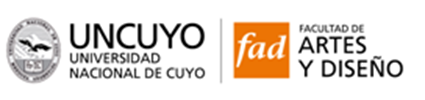 UNCUYO
UNIVERSIDAD
NACIONAL DE CUYO
fad
FACULTAD DE
ARTES
Y DISEÑO